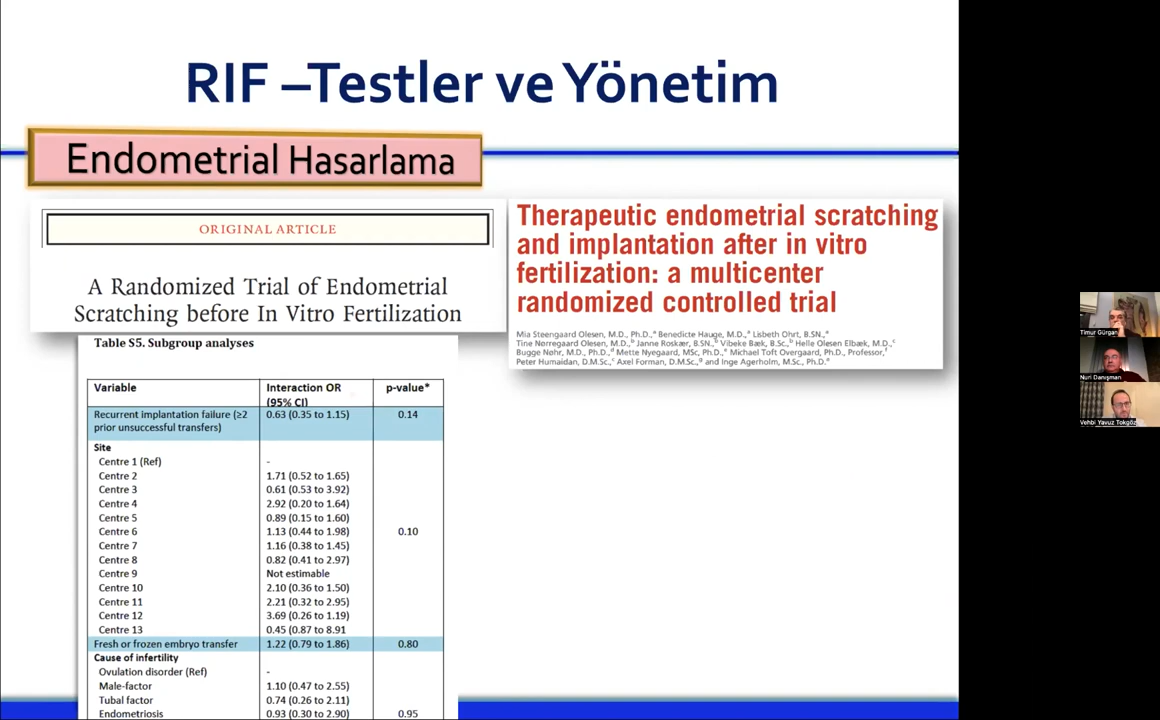 RIF –Testler ve Yönetim
Endometrial Hasarlama
ORIGINAL ARTICLE
A Randomized Trial of Endometrial
Scratching before In Vitro Fertilization
Therapeutic endometrial scratching
and implantation after in vitro
fertilization: a multicenter
randomized controlled trial
Mia Steengaard Olesen, M.D., Ph.D.,ᵃ Benedicte Hauge, M.D.,ᵃ Lisbeth Ohrt, B.SN.,ᵃ
Tine Nørregaard Olesen, M.D.,ᵇ Janne Roskær, B.SN.,ᵇ Vibeke Bæk, B.Sc.,ᵇ Helle Olesen Elbæk, M.D.,ᶜ
Bugge Nøhr, M.D., Ph.D.,ᵈ Mette Nyegaard, MSc, Ph.D.,ᵉ Michael Toft Overgaard, Ph.D., Professor,ᶠ
Peter Humaidan, D.M.Sc.,ᶜ Axel Forman, D.M.Sc.,ᵍ and Inge Agerholm, M.Sc., Ph.D.ᵃ
Table S5. Subgroup analyses
Variable Interaction OR (95% CI) p-value*
Recurrent implantation failure (≥2 0.63 (0.35 to 1.15) 0.14
prior unsuccessful transfers)
Site
Centre 1 (Ref) -
Centre 2 1.71 (0.52 to 1.65)
Centre 3 0.61 (0.53 to 3.92)
Centre 4 2.92 (0.20 to 1.64)
Centre 5 0.89 (0.15 to 1.60)
Centre 6 1.13 (0.44 to 1.98) 0.10
Centre 7 1.16 (0.38 to 1.45)
Centre 8 0.82 (0.41 to 2.97)
Centre 9 Not estimable
Centre 10 2.10 (0.36 to 1.50)
Centre 11 2.21 (0.32 to 2.95)
Centre 12 3.69 (0.26 to 1.19)
Centre 13 0.45 (0.87 to 8.91
Fresh or frozen embryo transfer 1.22 (0.79 to 1.86) 0.80
Cause of infertility
Ovulation disorder (Ref) -
Male-factor 1.10 (0.47 to 2.55)
Tubal factor 0.74 (0.26 to 2.11)
Endometriosis 0.93 (0.30 to 2.90) 0.95
Timur Gürgan
Nuri Danışman
Vehbi Yavuz Tokgöz